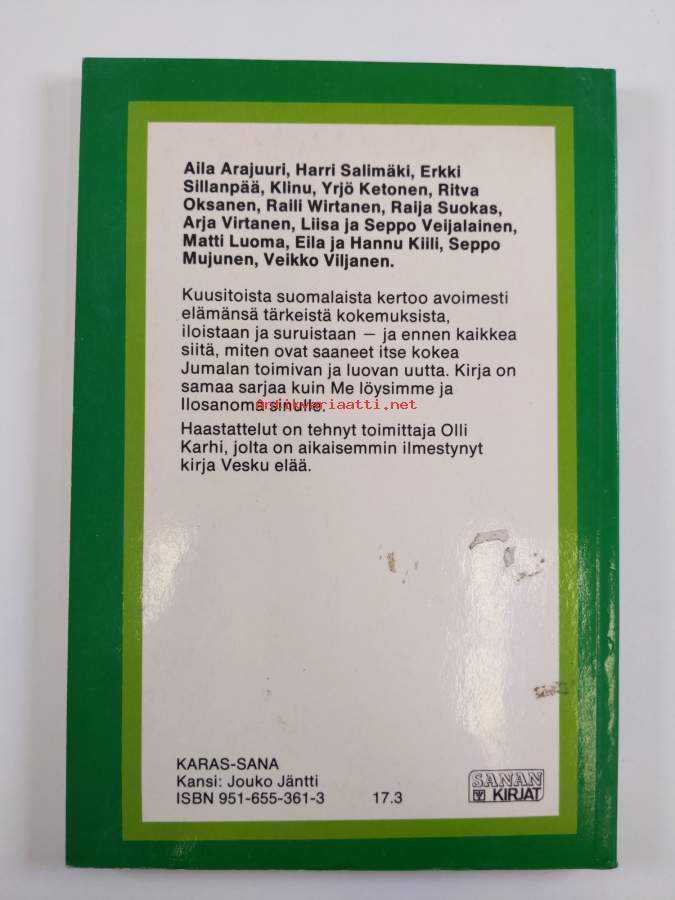 Aila Arajuuri, Harri Salimäki, Erkki
Sillanpää, Klinu, Yrjö Ketonen, Ritva
Oksanen, Raili Wirtanen, Raija Suokas,
Arja Virtanen, Liisa ja Seppo Veijalainen,
Matti Luoma, Eila ja Hannu Kiili, Seppo
Mujunen, Veikko Viljanen.
Kuusitoista suomalaista kertoo avoimesti
elämänsä tärkeistä kokemuksista,
iloistaan ja suruistaan — ja ennen kaikkea
siitä, miten ovat saaneet itse kokea
Jumalan toimivan ja luovan uutta. Kirja on
samaa sarjaa kuin Me löysimme ja
Ilosanoma sinulle.
Antikvariaatti.net
Haastattelut on tehnyt toimittaja Olli
Karhi, jolta on aikaisemmin ilmestynyt
kirja Vesku elää.
KARAS-SANA
Kansi: Jouko Jäntti
ISBN 951-655-361-3 17.3
SANAN
KIRJAT